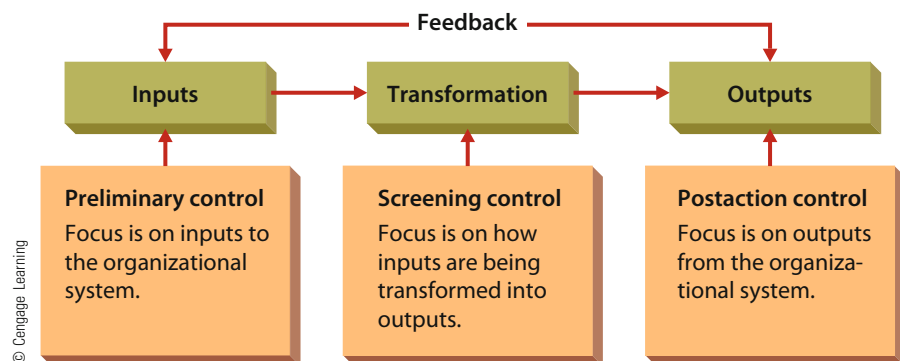 Feedback
Inputs
Transformation
Outputs
Preliminary control
Focus is on inputs to
the organizational
system.
Screening control
Focus is on how
inputs are being
transformed into
outputs.
Postaction control
Focus is on outputs
from the organiza-
tional system.
© Cengage Learning